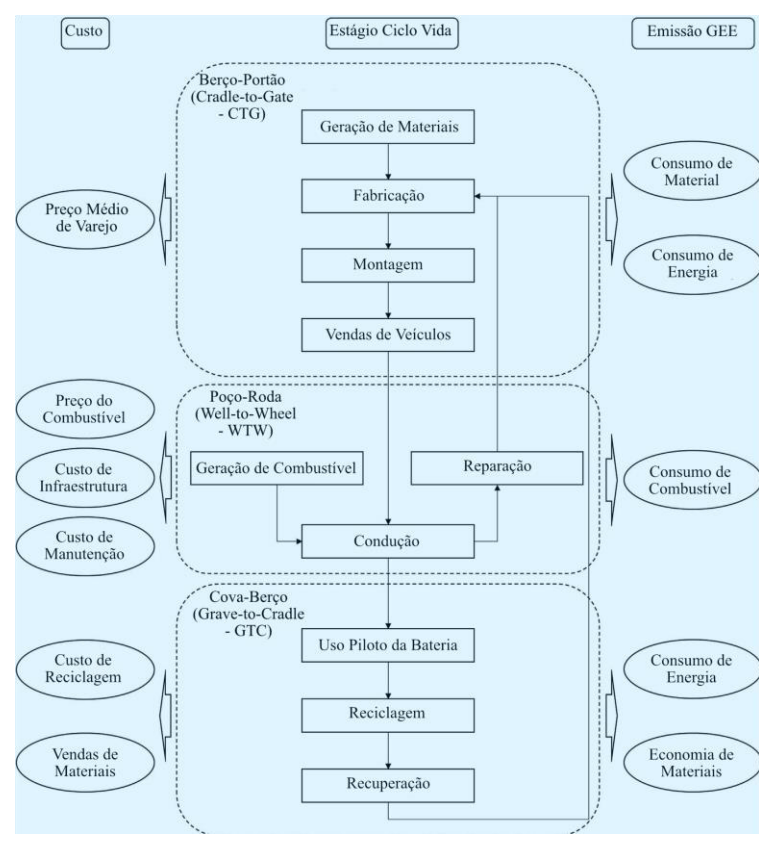 Custo
Estágio Ciclo Vida
Emissão GEE
Berço-Portão
(Cradle-to-Gate
- CTG)
Geração de Materiais
Fabricação
Montagem
Vendas de Veículos
Preço Médio
de Varejo
Consumo de
Material
Consumo de
Energia
Poço-Roda
(Well-to-Wheel
- WTW)
Geração de Combustível
Reparação
Condução
Preço do
Combustível
Custo de
Infraestrutura
Custo de
Manutenção
Consumo de
Combustível
Cova-Berço
(Grave-to-Cradle
- GTC)
Uso Piloto da Bateria
Reciclagem
Recuperação
Custo de
Reciclagem
Vendas de
Materiais
Consumo de
Energia
Economia de
Materiais